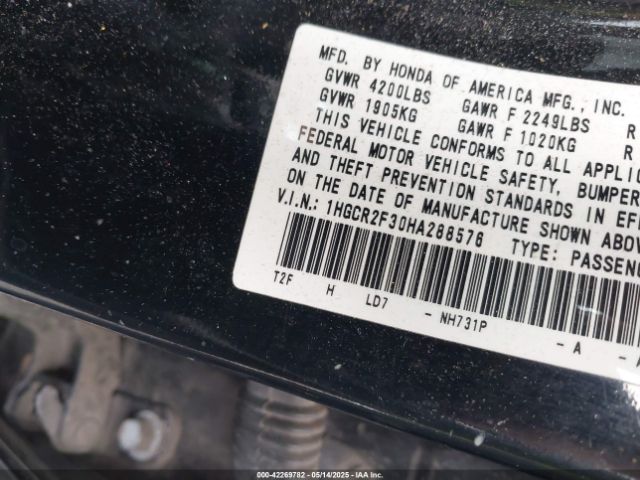 MFD. BY HONDA OF AMERICA MFG., INC.
GVWR 4200LBS GAWR F 2249LBS R
GVWR 1905KG GAWR F 1020KG R
THIS VEHICLE CONFORMS TO ALL APPLIC
FEDERAL MOTOR VEHICLE SAFETY, BUMPER
AND THEFT PREVENTION STANDARDS IN EFF
ON THE DATE OF MANUFACTURE SHOWN ABO
V.I.N.: 1HGCR2F30HA288576 TYPE: PASSEN
T2F H LD7 - NH731P - A -
000-42269782 05/14/2025 IAA Inc.